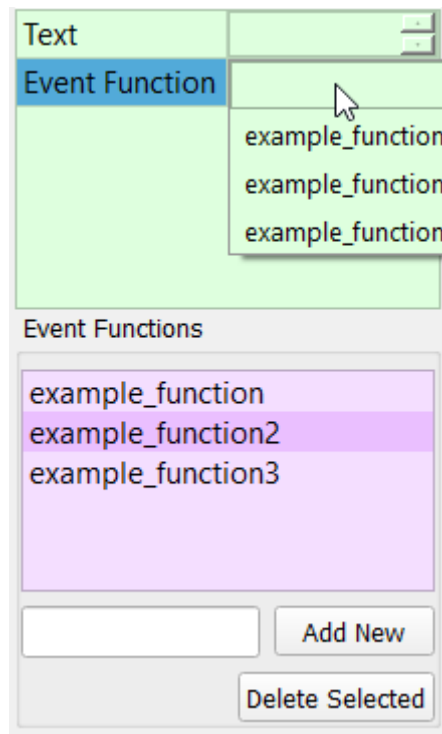 Text
Event Function
example_function
example_function
example_function
Event Functions
example_function
example_function2
example_function3
Add New
Delete Selected